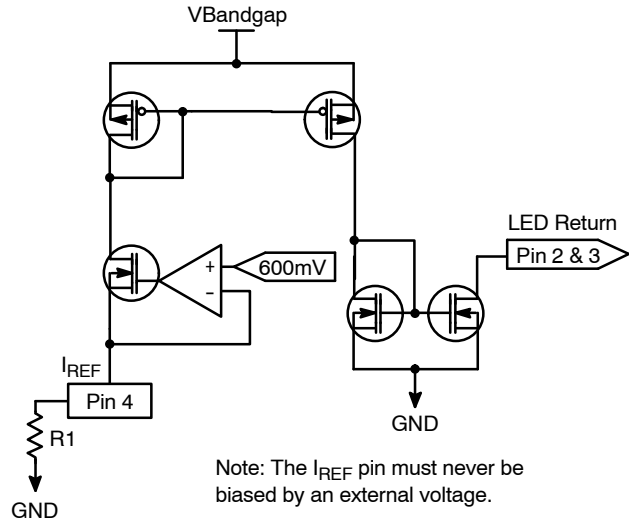 VBandgap
LED Return
Pin 2 & 3
+
600mV
−
IREF
Pin 4
R1
GND
GND
Note: The IREF pin must never be
biased by an external voltage.